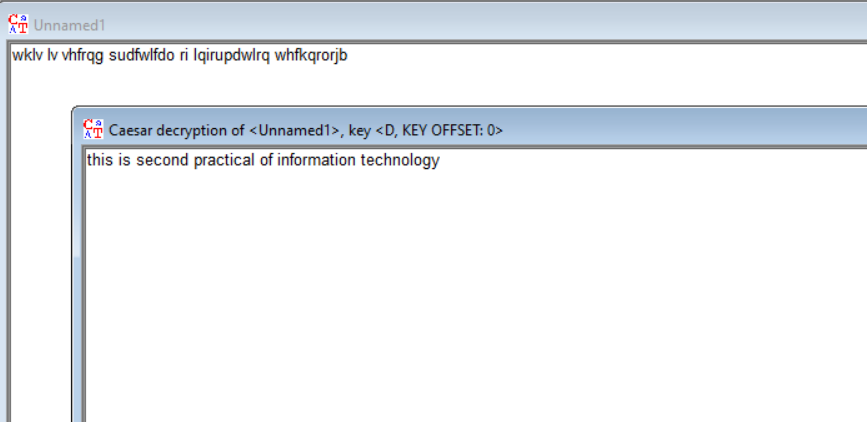 Unnamed1
wklv lv vhfrqg sudfwlfdo ri lqirupdwlrq whfkqrorjb
Caesar decryption of <Unnamed1>, key <D, KEY OFFSET: 0>
this is second practical of information technology